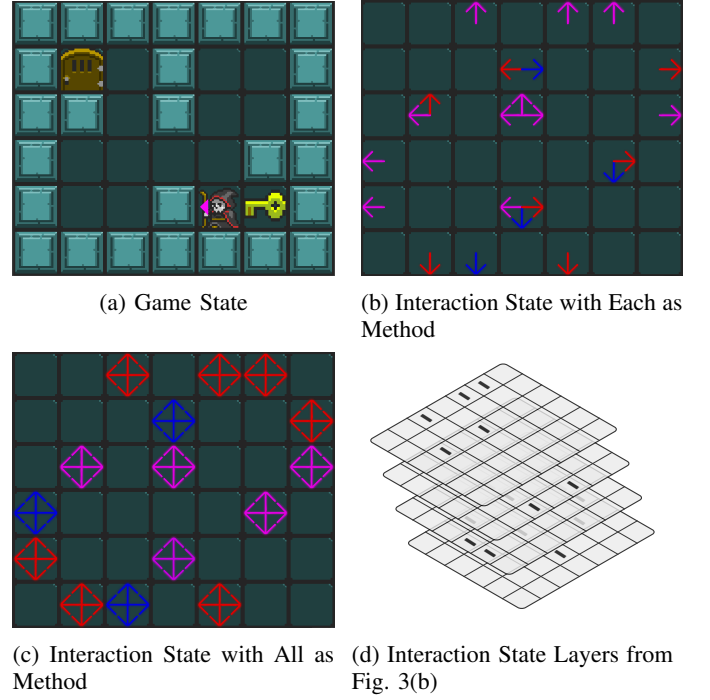 (a) Game State
(b) Interaction State with Each as
Method
(c) Interaction State with All as
Method
(d) Interaction State Layers from
Fig. 3(b)